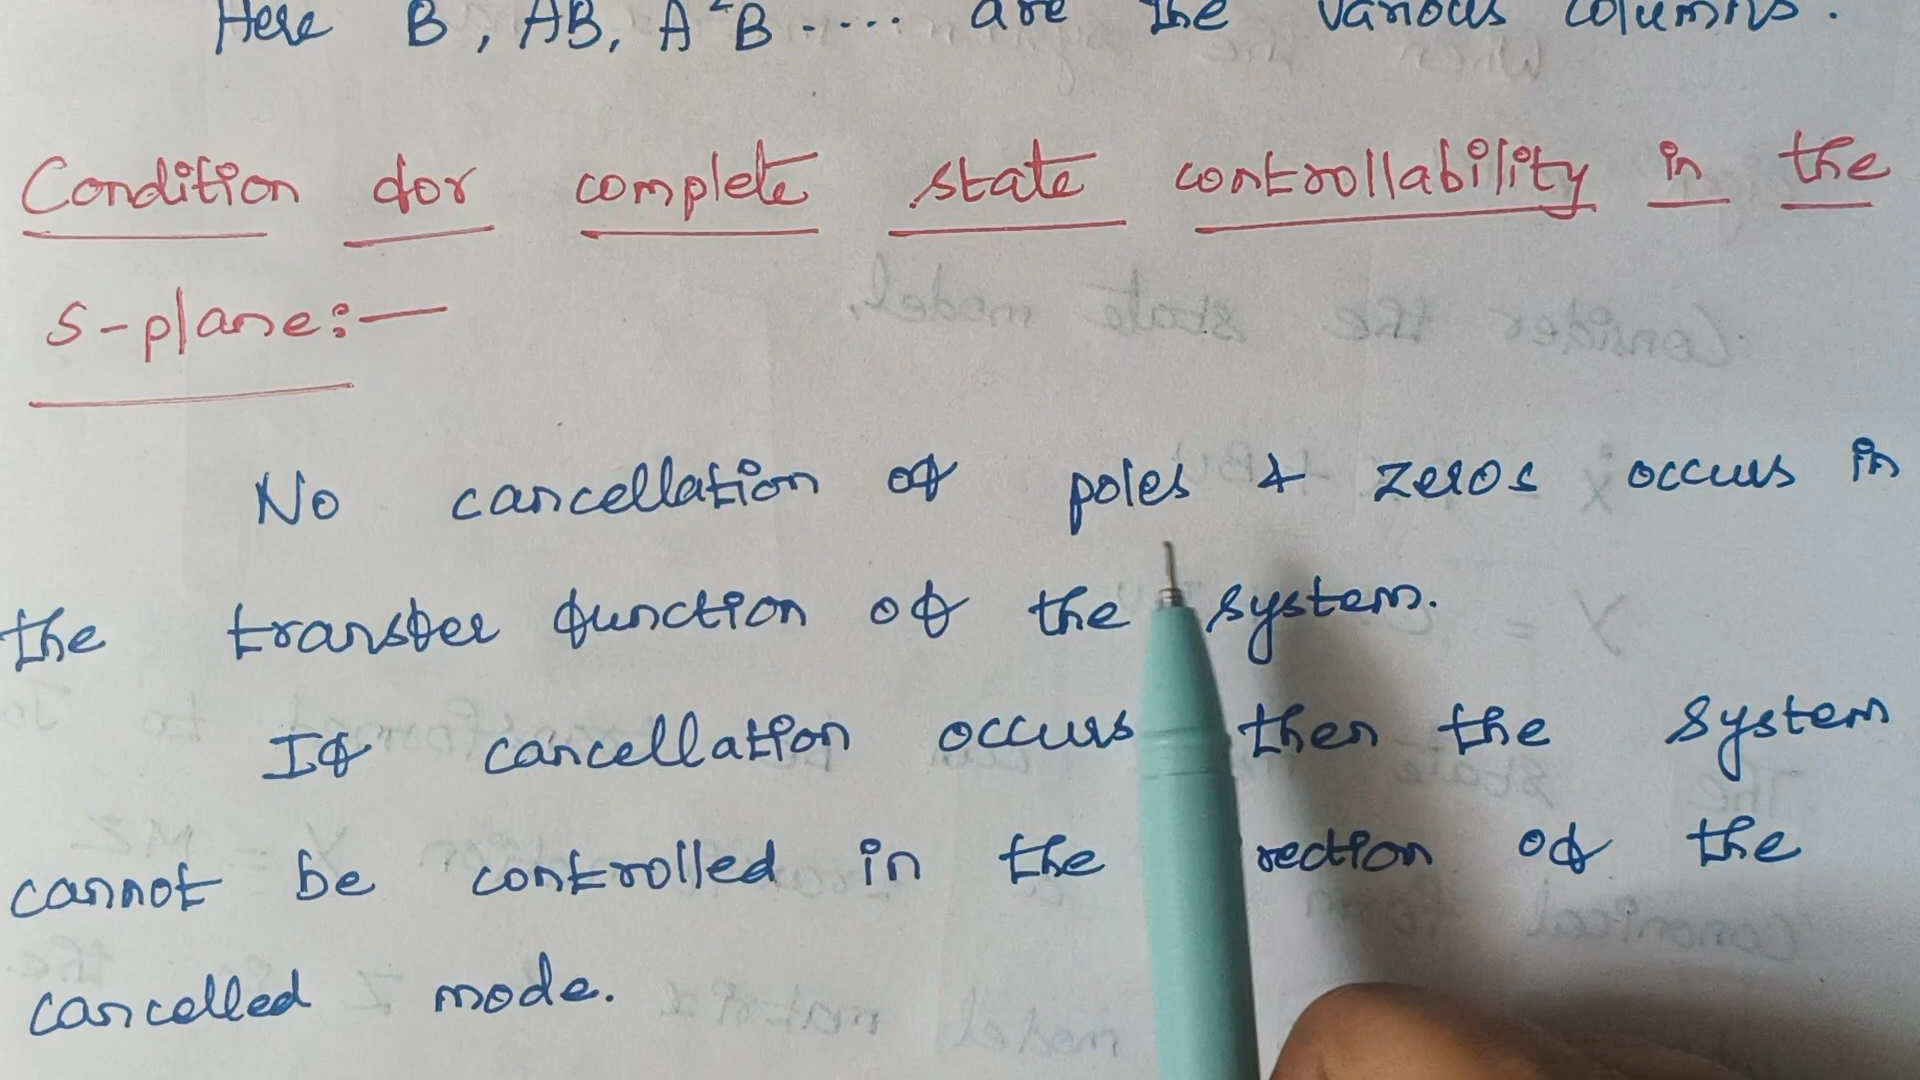 Here B, AB, A²B ..... are the various columns.
Condition for complete state controllability in the
s-plane:—
No cancellation of poles & zeros occurs in
the transfer function of the system.
If cancellation occurs then the system
cannot be controlled in the rection of the
cancelled mode.